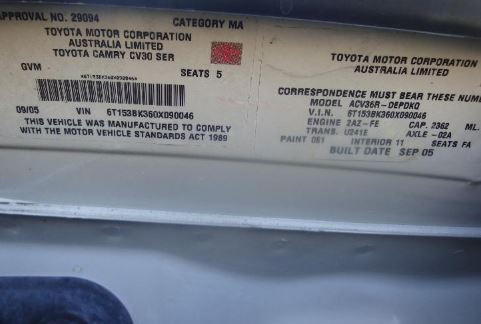 APPROVAL NO. 29094 CATEGORY MA
TOYOTA MOTOR CORPORATION
AUSTRALIA LIMITED
TOYOTA CAMRY CV30 SER
GVM SEATS 5
09/05 VIN 6T153BK360X090046
THIS VEHICLE WAS MANUFACTURED TO COMPLY
WITH THE MOTOR VEHICLE STANDARDS ACT 1989
TOYOTA MOTOR CORPORATION
AUSTRALIA LIMITED
CORRESPONDENCE MUST BEAR THESE NUM
MODEL ACV36R-DEPDKQ
V.I.N. 6T153BK360X090046
ENGINE 2AZ-FE CAP. 2362 ML.
TRANS. U241E AXLE -02A
PAINT 061 INTERIOR 11 SEATS FA
BUILT DATE SEP 05